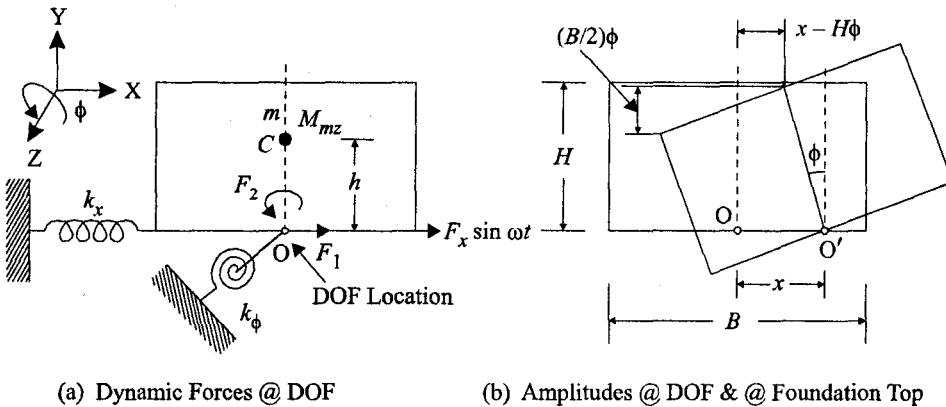 Y
X
ϕ
Z
m
M_mz
C
h
F_2
k_x
O
F_1
F_x sin ωt
DOF Location
k_ϕ
(a) Dynamic Forces @ DOF
x − Hϕ
(B/2)ϕ
H
ϕ
O
O′
x
B
(b) Amplitudes @ DOF & @ Foundation Top